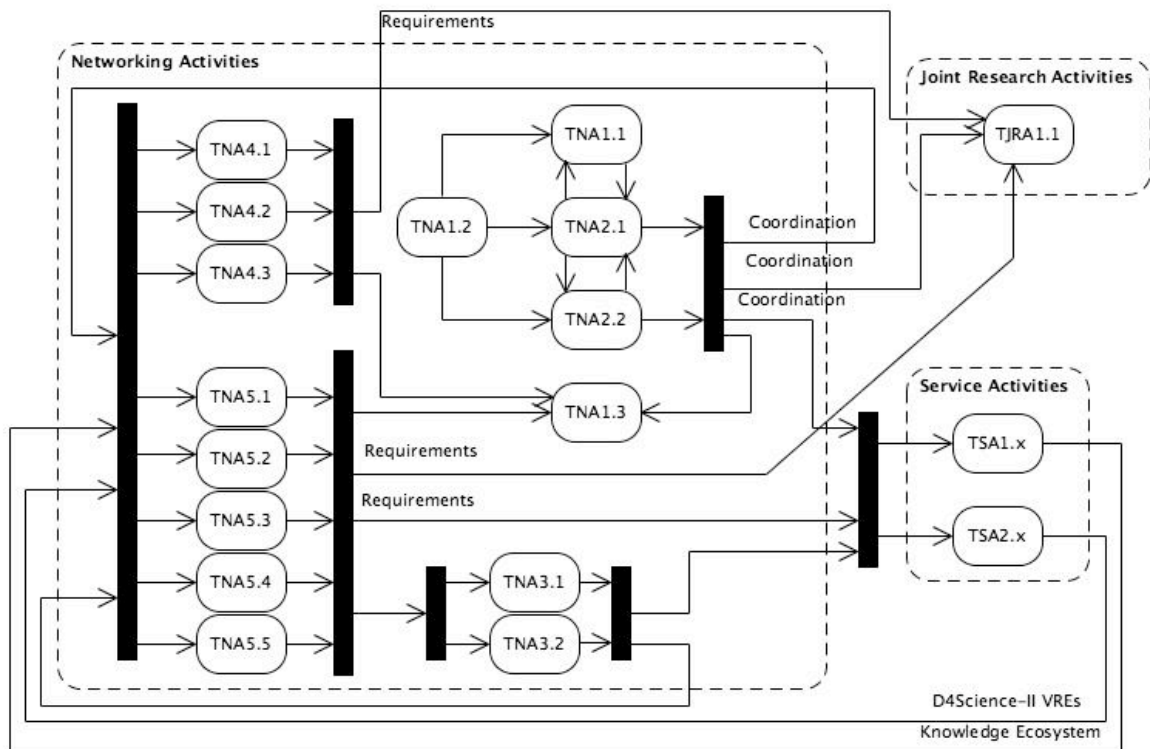 Requirements
Networking Activities
Joint Research Activities
TNA4.1
TNA1.1
TJRA1.1
TNA4.2
TNA1.2
TNA2.1
Coordination
TNA4.3
Coordination
TNA2.2
Coordination
TNA5.1
TNA1.3
Service Activities
TNA5.2
Requirements
TSA1.x
TNA5.3
Requirements
TSA2.x
TNA5.4
TNA3.1
TNA5.5
TNA3.2
D4Science-II VREs
Knowledge Ecosystem